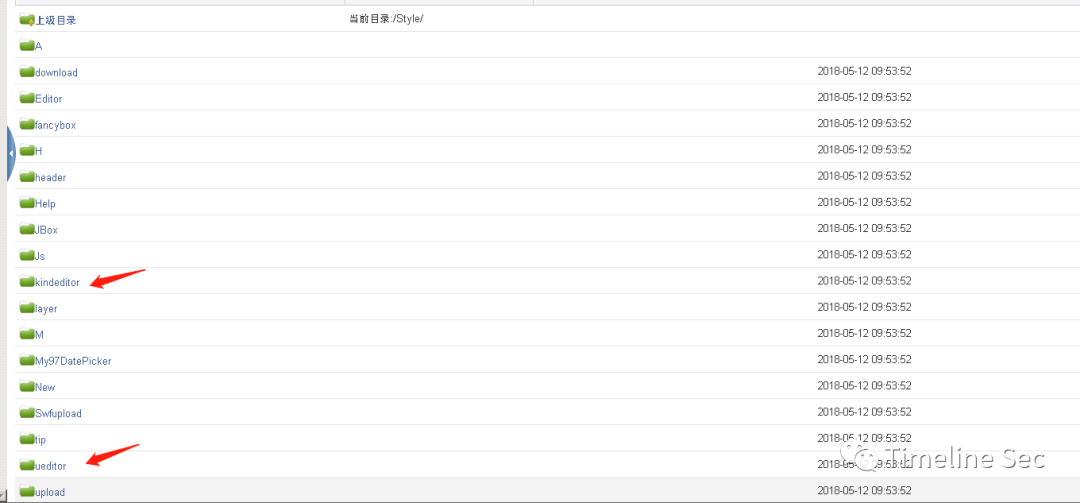 上级目录 当前目录:/Style/
A
download 2018-05-12 09:53:52
Editor 2018-05-12 09:53:52
fancybox 2018-05-12 09:53:52
H 2018-05-12 09:53:52
header 2018-05-12 09:53:52
Help 2018-05-12 09:53:52
JBox 2018-05-12 09:53:52
Js 2018-05-12 09:53:52
kindeditor 2018-05-12 09:53:52
layer 2018-05-12 09:53:52
M 2018-05-12 09:53:52
My97DatePicker 2018-05-12 09:53:52
New 2018-05-12 09:53:52
Swfupload 2018-05-12 09:53:52
tip 2018-05-12 09:53:52
ueditor 2018-05-12 09:53:52
Timeline Sec
upload 2018-05-12 09:53:52